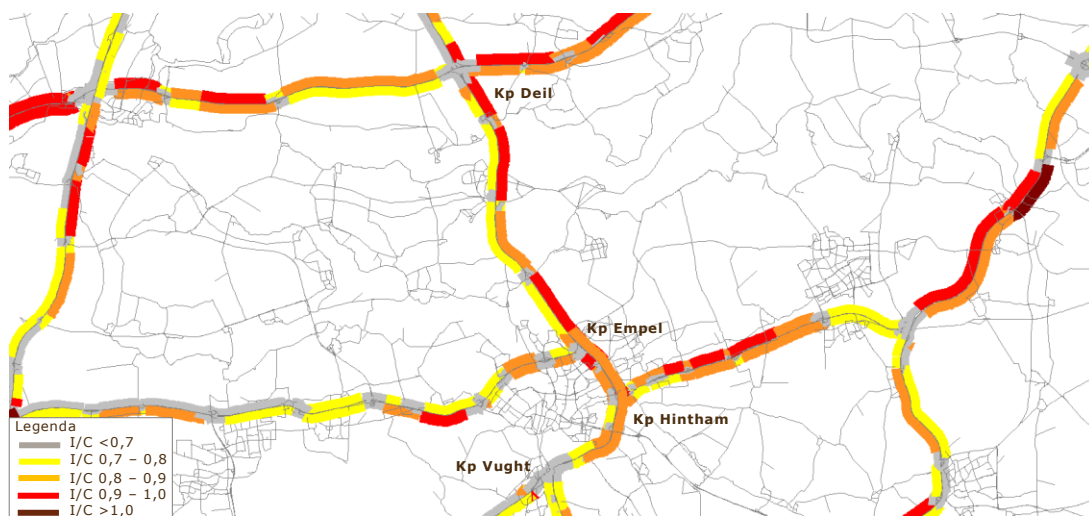 Kp Deil
Kp Empel
Kp Hintham
Kp Vught
Legenda
I/C <0,7
I/C 0,7 – 0,8
I/C 0,8 – 0,9
I/C 0,9 – 1,0
I/C >1,0